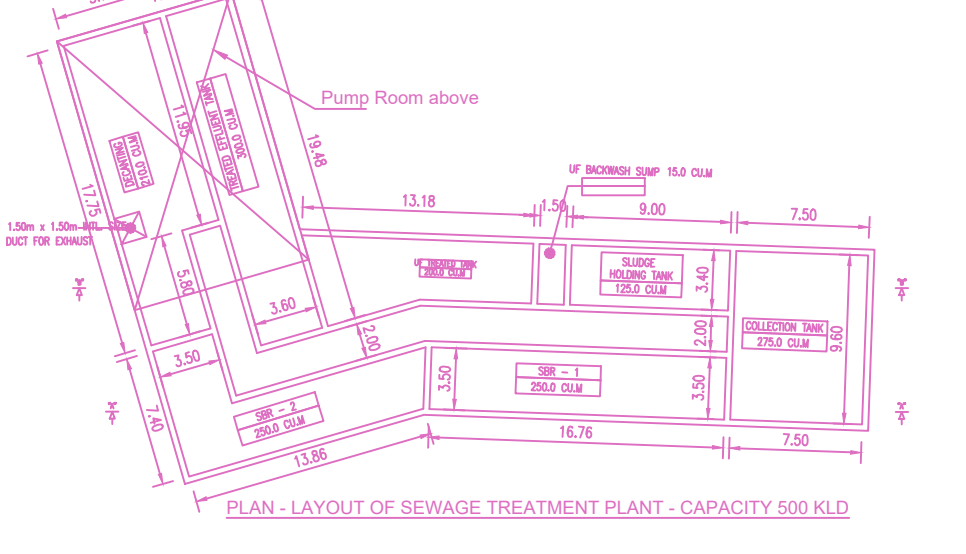 Pump Room above
11.95
TREATED EFFLUENT TANK
300.0 CU.M
19.48
DECANTING
210.0 CU.M
17.75
1.50m x 1.50m INTL. SIZE
DUCT FOR EXHAUST
UF BACKWASH SUMP 15.0 CU.M
13.18
1.50
9.00
7.50
5.80
UF TREATED TANK
200.0 CU.M
SLUDGE
HOLDING TANK
125.0 CU.M
3.40
3.60
2.00
2.00
COLLECTION TANK
275.0 CU.M
9.60
3.50
3.50
SBR - 1
250.0 CU.M
3.50
7.40
SBR - 2
250.0 CU.M
13.86
16.76
7.50
PLAN - LAYOUT OF SEWAGE TREATMENT PLANT - CAPACITY 500 KLD